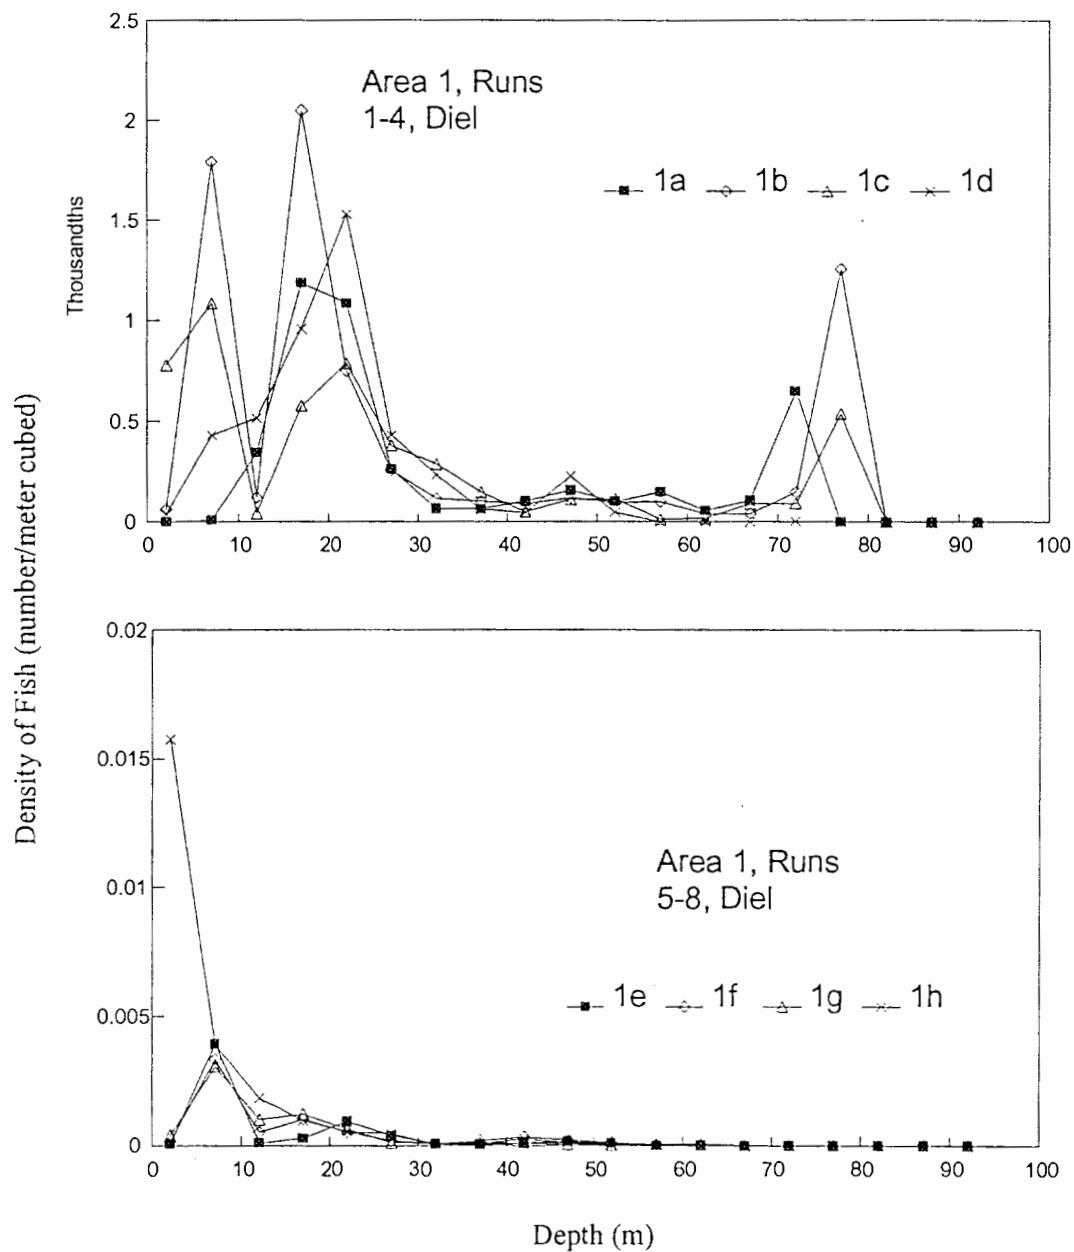 2.5
2
1.5
1
0.5
0
Thousandths
Area 1, Runs
1-4, Diel
1a 1b 1c 1d
0 10 20 30 40 50 60 70 80 90 100
Density of Fish (number/meter cubed)
0.02
0.015
0.01
0.005
0
Area 1, Runs
5-8, Diel
1e 1f 1g 1h
0 10 20 30 40 50 60 70 80 90 100
Depth (m)